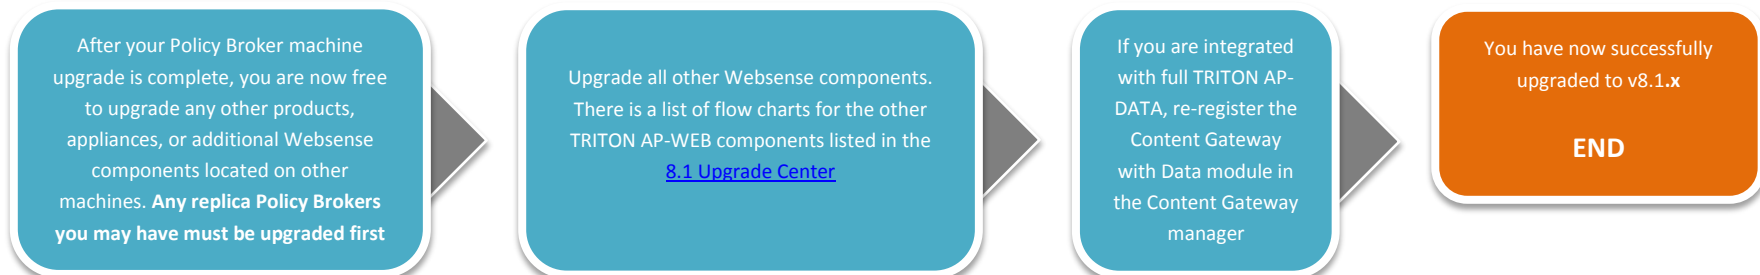 After your Policy Broker machine
upgrade is complete, you are now free
to upgrade any other products,
appliances, or additional Websense
components located on other
machines. Any replica Policy Brokers
you may have must be upgraded first
Upgrade all other Websense components.
There is a list of flow charts for the other
TRITON AP-WEB components listed in the
8.1 Upgrade Center
If you are integrated
with full TRITON AP-
DATA, re-register the
Content Gateway
with Data module in
the Content Gateway
manager
You have now successfully
upgraded to v8.1.x
END